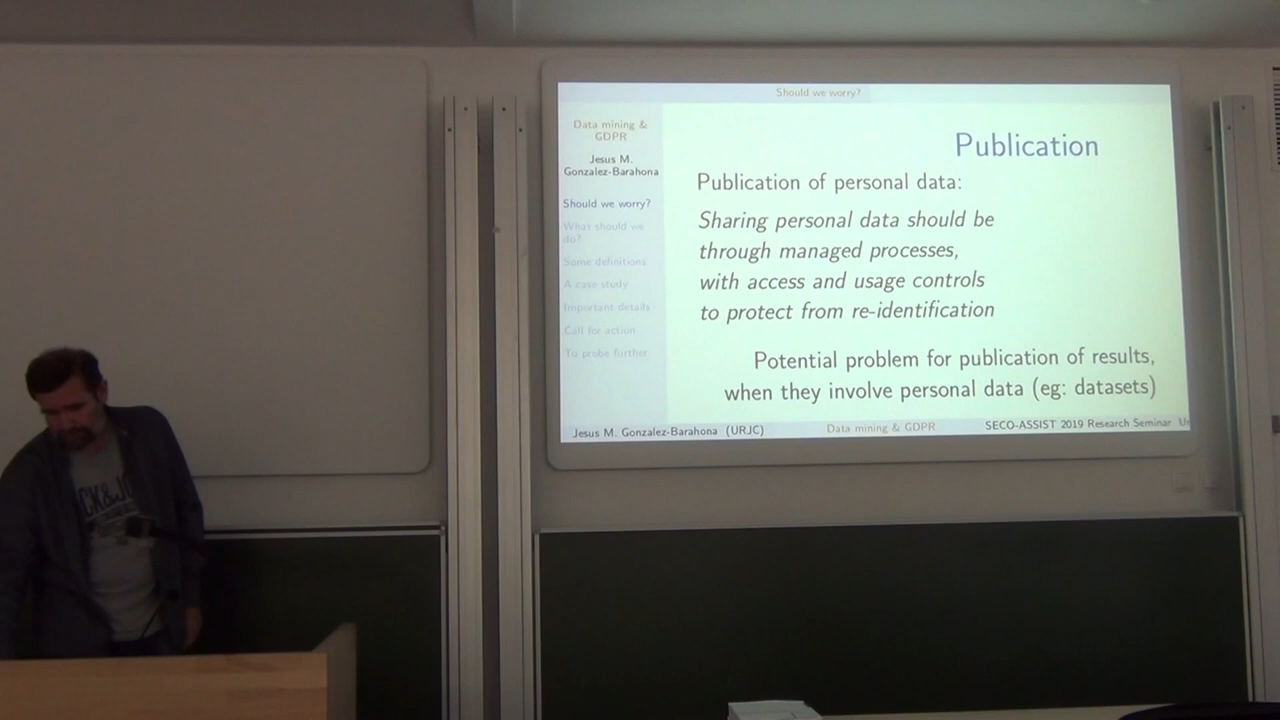 Should we worry?
Data mining &
GDPR
Jesus M.
Gonzalez-Barahona
Should we worry?
What should we
do?
Some definitions
A case study
Important details
Call for action
To probe further
Publication
Publication of personal data:
Sharing personal data should be
through managed processes,
with access and usage controls
to protect from re-identification
Potential problem for publication of results,
when they involve personal data (eg: datasets)
Jesus M. Gonzalez-Barahona (URJC)
Data mining & GDPR
SECO-ASSIST 2019 Research Seminar